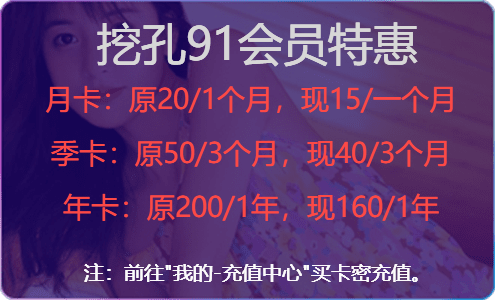 挖孔91会员特惠
月卡：原20/1个月，现15/一个月
季卡：原50/3个月，现40/3个月
年卡：原200/1年，现160/1年
注：前往"我的-充值中心"买卡密充值。